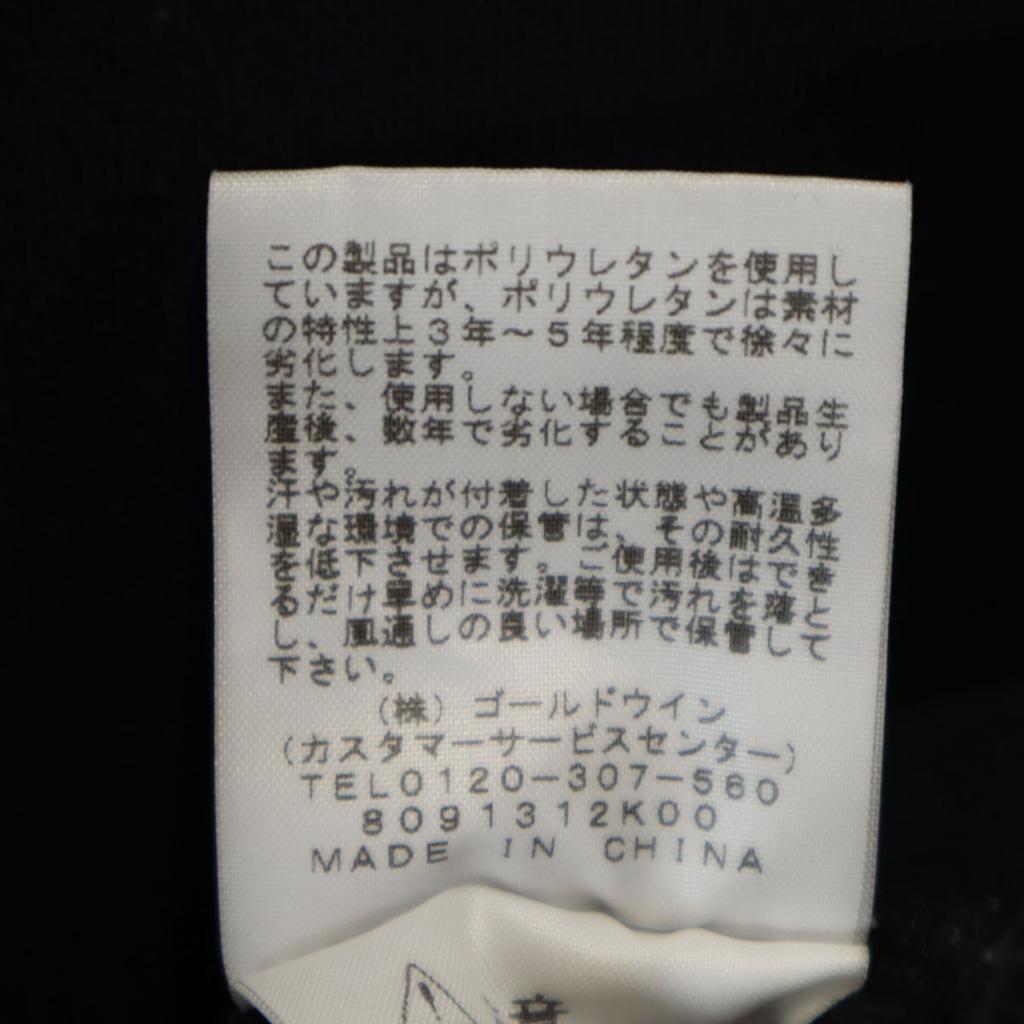 この製品はポリウレタンを使用し
ていますが、ポリウレタンは素材
の特性上3年～5年程度で徐々に
劣化します。
また、使用しない場合でも製品生
産後、数年で劣化することがあり
ます。
汗や汚れが付着した状態や高温多
湿な環境での保管は、その耐久性
を低下させます。ご使用後はできる
だけ単めに洗濯等で汚れを落とし
、風通しの良い場所で保管して
下さい。
(株)ゴールドウイン
(カスタマーサービスセンター)
TEL0120-307-560
8091312K00
MADE IN CHINA
意